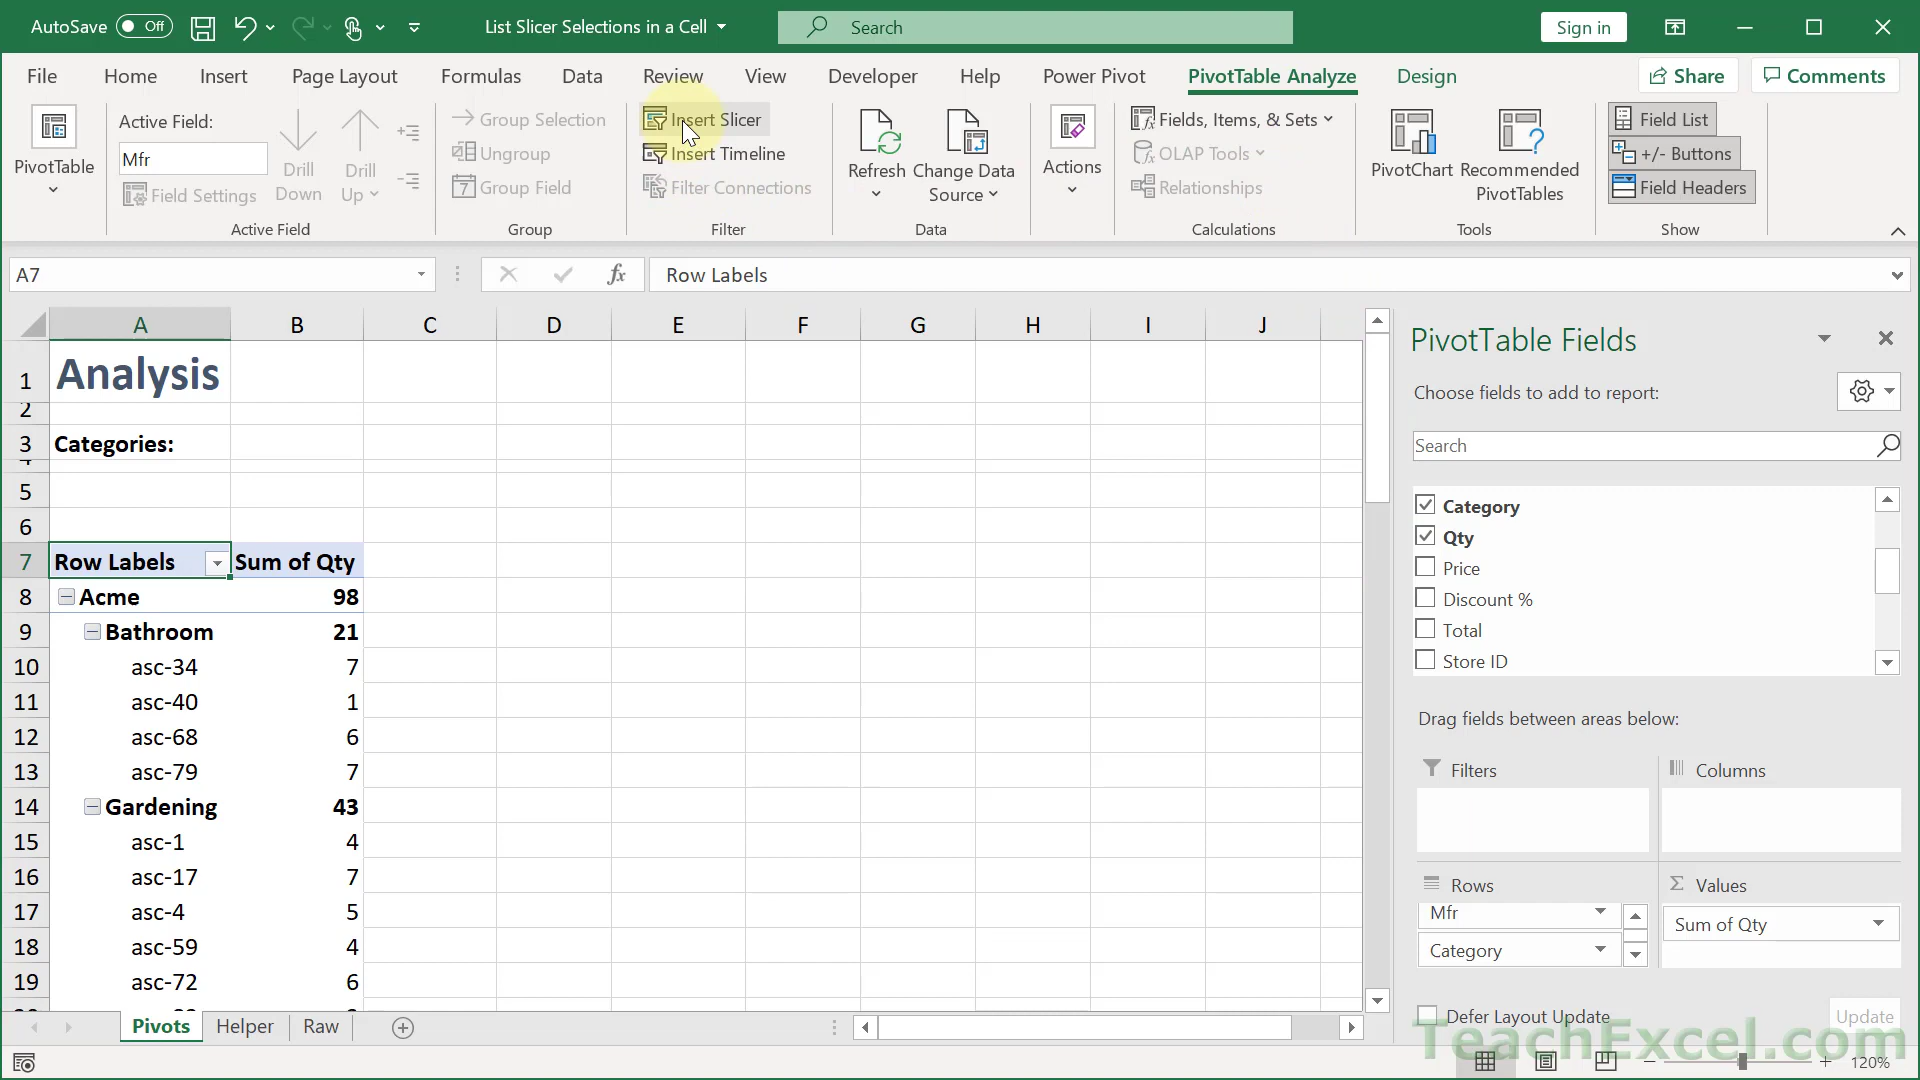 AutoSave Off List Slicer Selections in a Cell Search Sign in
File Home Insert Page Layout Formulas Data Review View Developer Help Power Pivot PivotTable Analyze Design Share Comments
PivotTable
Active Field:
Mfr
Field Settings
Drill Down
Drill Up
Active Field
Group Selection
Ungroup
Group Field
Group
Insert Slicer
Insert Timeline
Filter Connections
Filter
Refresh
Change Data Source
Data
Actions
Fields, Items, & Sets
OLAP Tools
Relationships
Calculations
PivotChart
Recommended PivotTables
Tools
Field List
+/- Buttons
Field Headers
Show
A7 fx Row Labels
A B C D E F G H I J
1 Analysis
2
3 Categories:
4
5
6
7 Row Labels Sum of Qty
8 Acme 98
9 Bathroom 21
10 asc-34 7
11 asc-40 1
12 asc-68 6
13 asc-79 7
14 Gardening 43
15 asc-1 4
16 asc-17 7
17 asc-4 5
18 asc-59 4
19 asc-72 6
Pivots Helper Raw
PivotTable Fields
Choose fields to add to report:
Search
Category
Qty
Price
Discount %
Total
Store ID
Drag fields between areas below:
Filters Columns
Rows Σ Values
Mfr
Sum of Qty
Category
Defer Layout Update Update
TeachExcel.com
120%